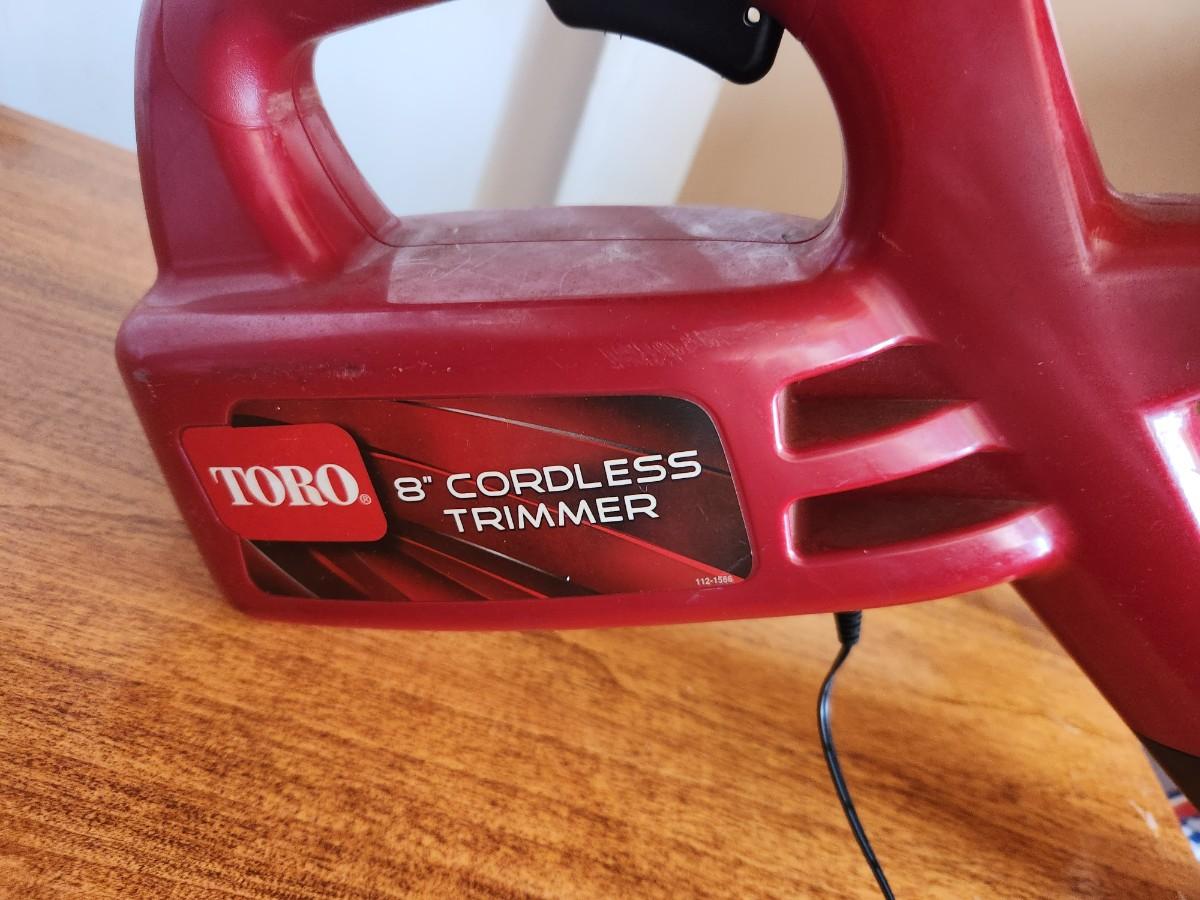 TORO®
8" CORDLESS
TRIMMER
112-1566